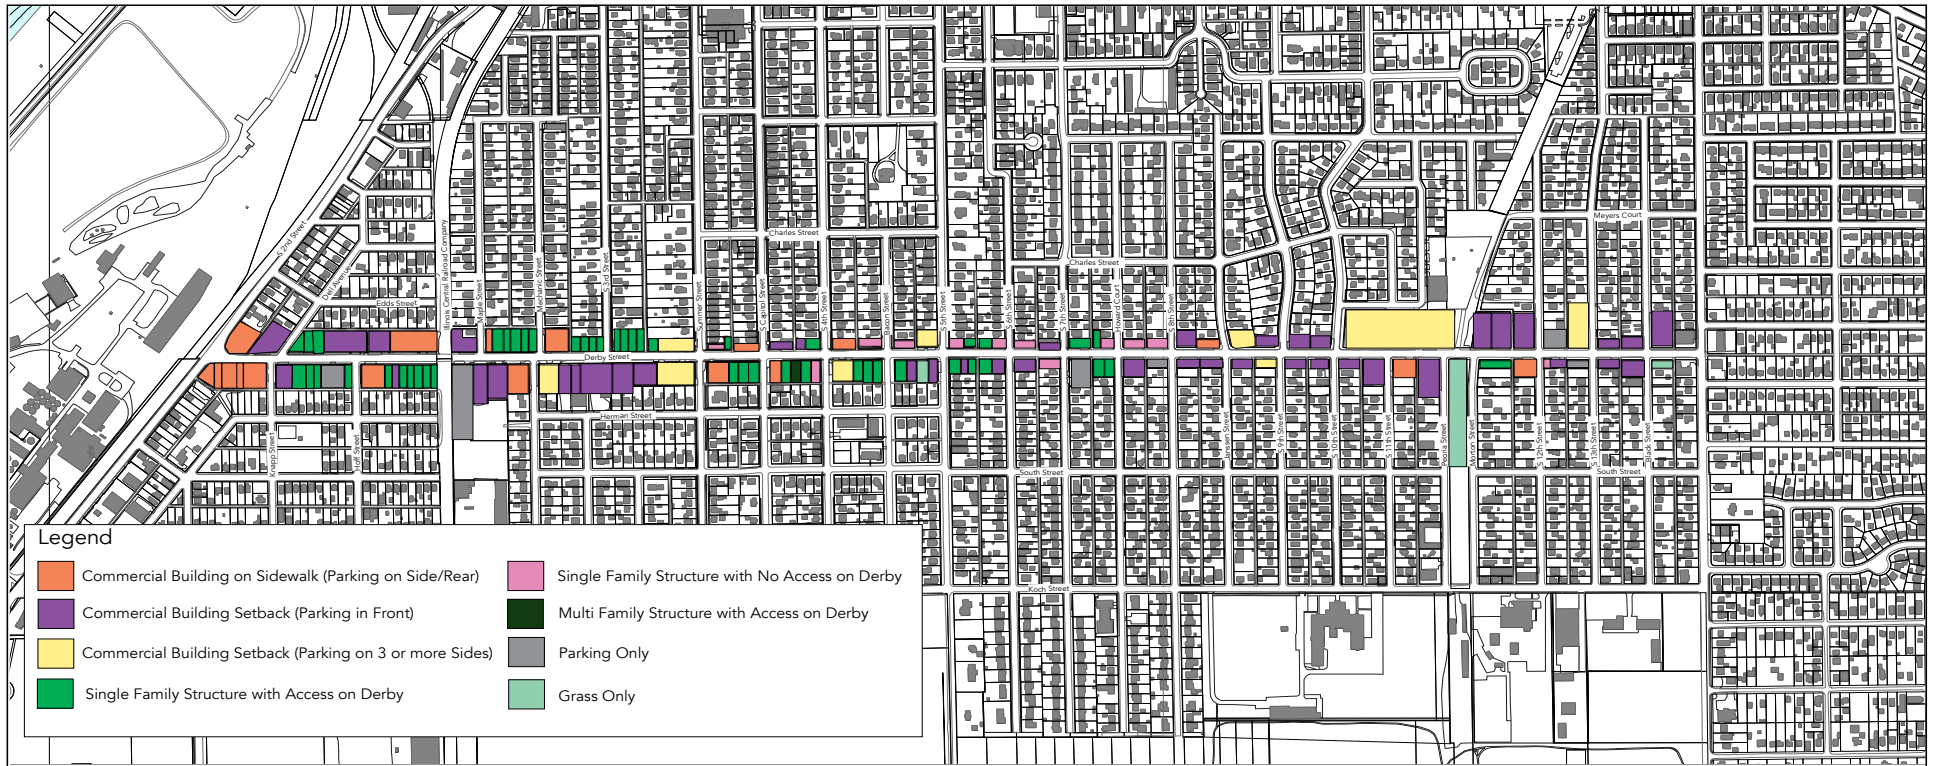 Meyers Court
Charles Street
S 2nd Street
Charles Street
Dell Avenue
Illinois Central Railroad Company
Maple Street
Mechanic Street
S 3rd Street
Edds Street
Summer Street
S Capitol Street
S 4th Street
Bacon Street
S 5th Street
S 6th Street
S 7th Street
Howard Court
S 8th Street
Derby Street
Herman Street
Knapp Street
Hoff Street
Jansen Street
S 9th Street
S 10th Street
S 11th Street
Peoria Street
Morton Street
S 12th Street
S 13th Street
Black Street
South Street
South Street
Koch Street
Legend
Commercial Building on Sidewalk (Parking on Side/Rear)
Commercial Building Setback (Parking in Front)
Commercial Building Setback (Parking on 3 or more Sides)
Single Family Structure with Access on Derby
Single Family Structure with No Access on Derby
Multi Family Structure with Access on Derby
Parking Only
Grass Only